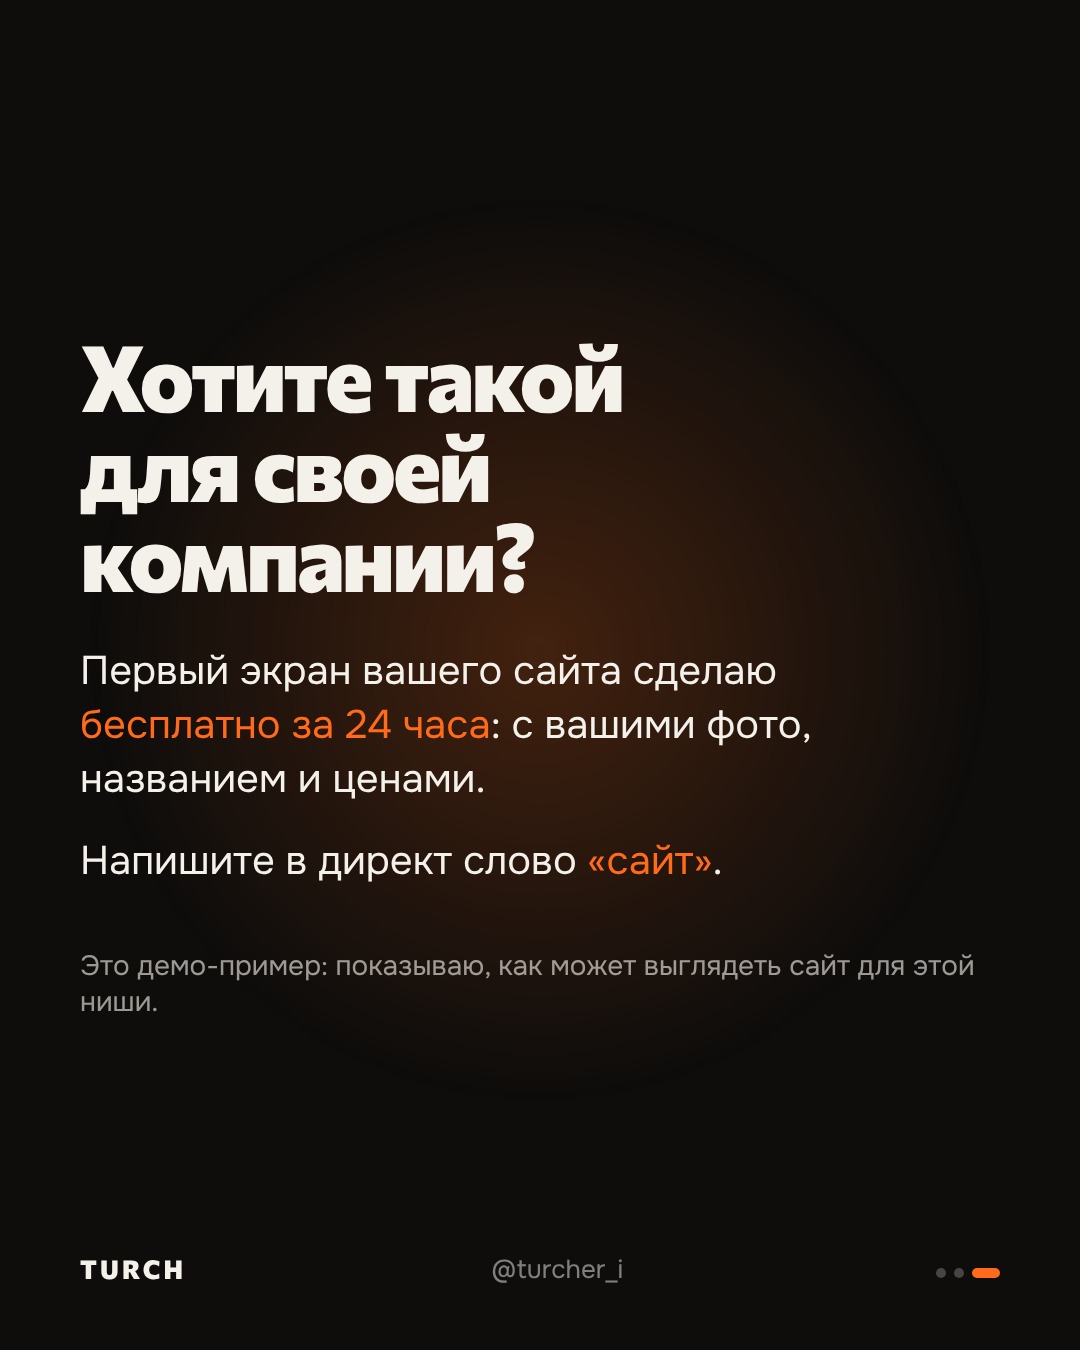 Хотите такой
для своей
компании?
Первый экран вашего сайта сделаю
бесплатно за 24 часа: с вашими фото,
названием и ценами.
Напишите в директ слово «сайт».
Это демо-пример: показываю, как может выглядеть сайт для этой
ниши.
TURCH
@turcher_i